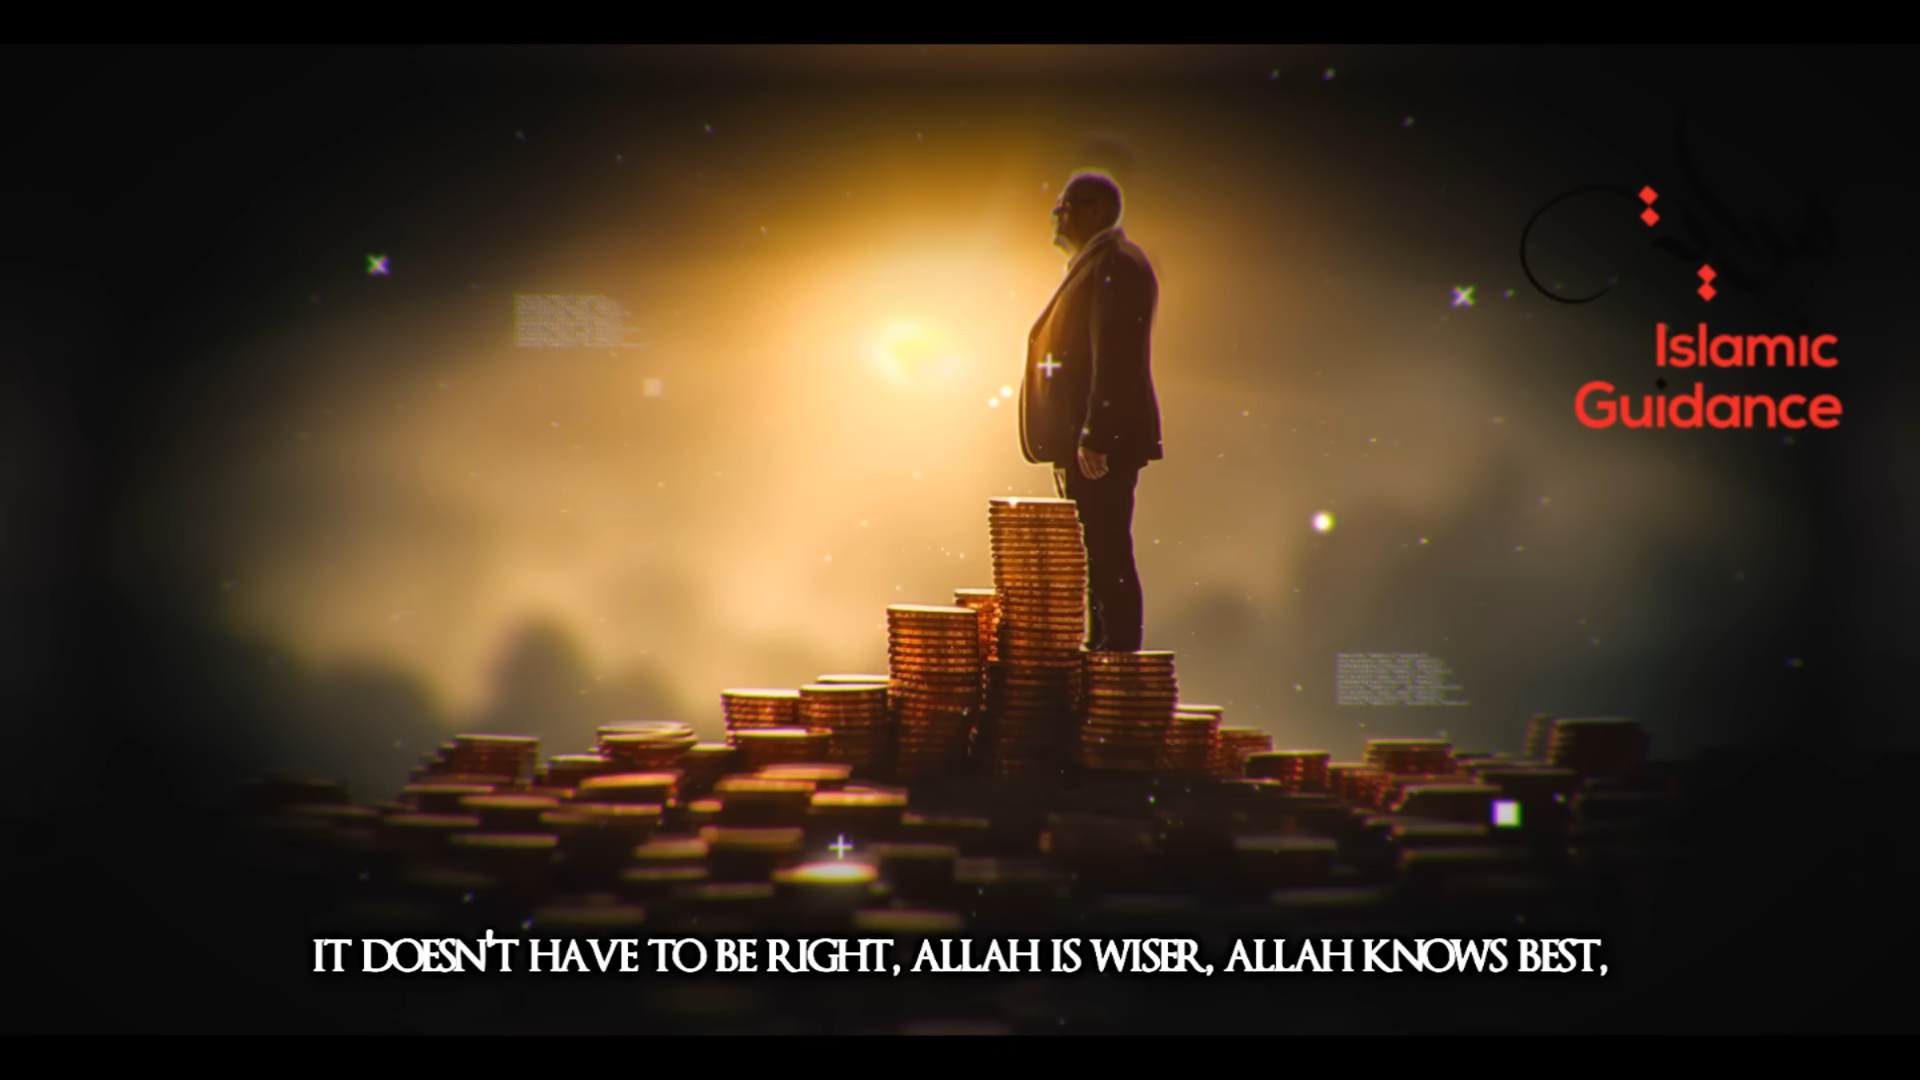 Islamic
Guidance
IT DOESN'T HAVE TO BE RIGHT, ALLAH IS WISER, ALLAH KNOWS BEST,